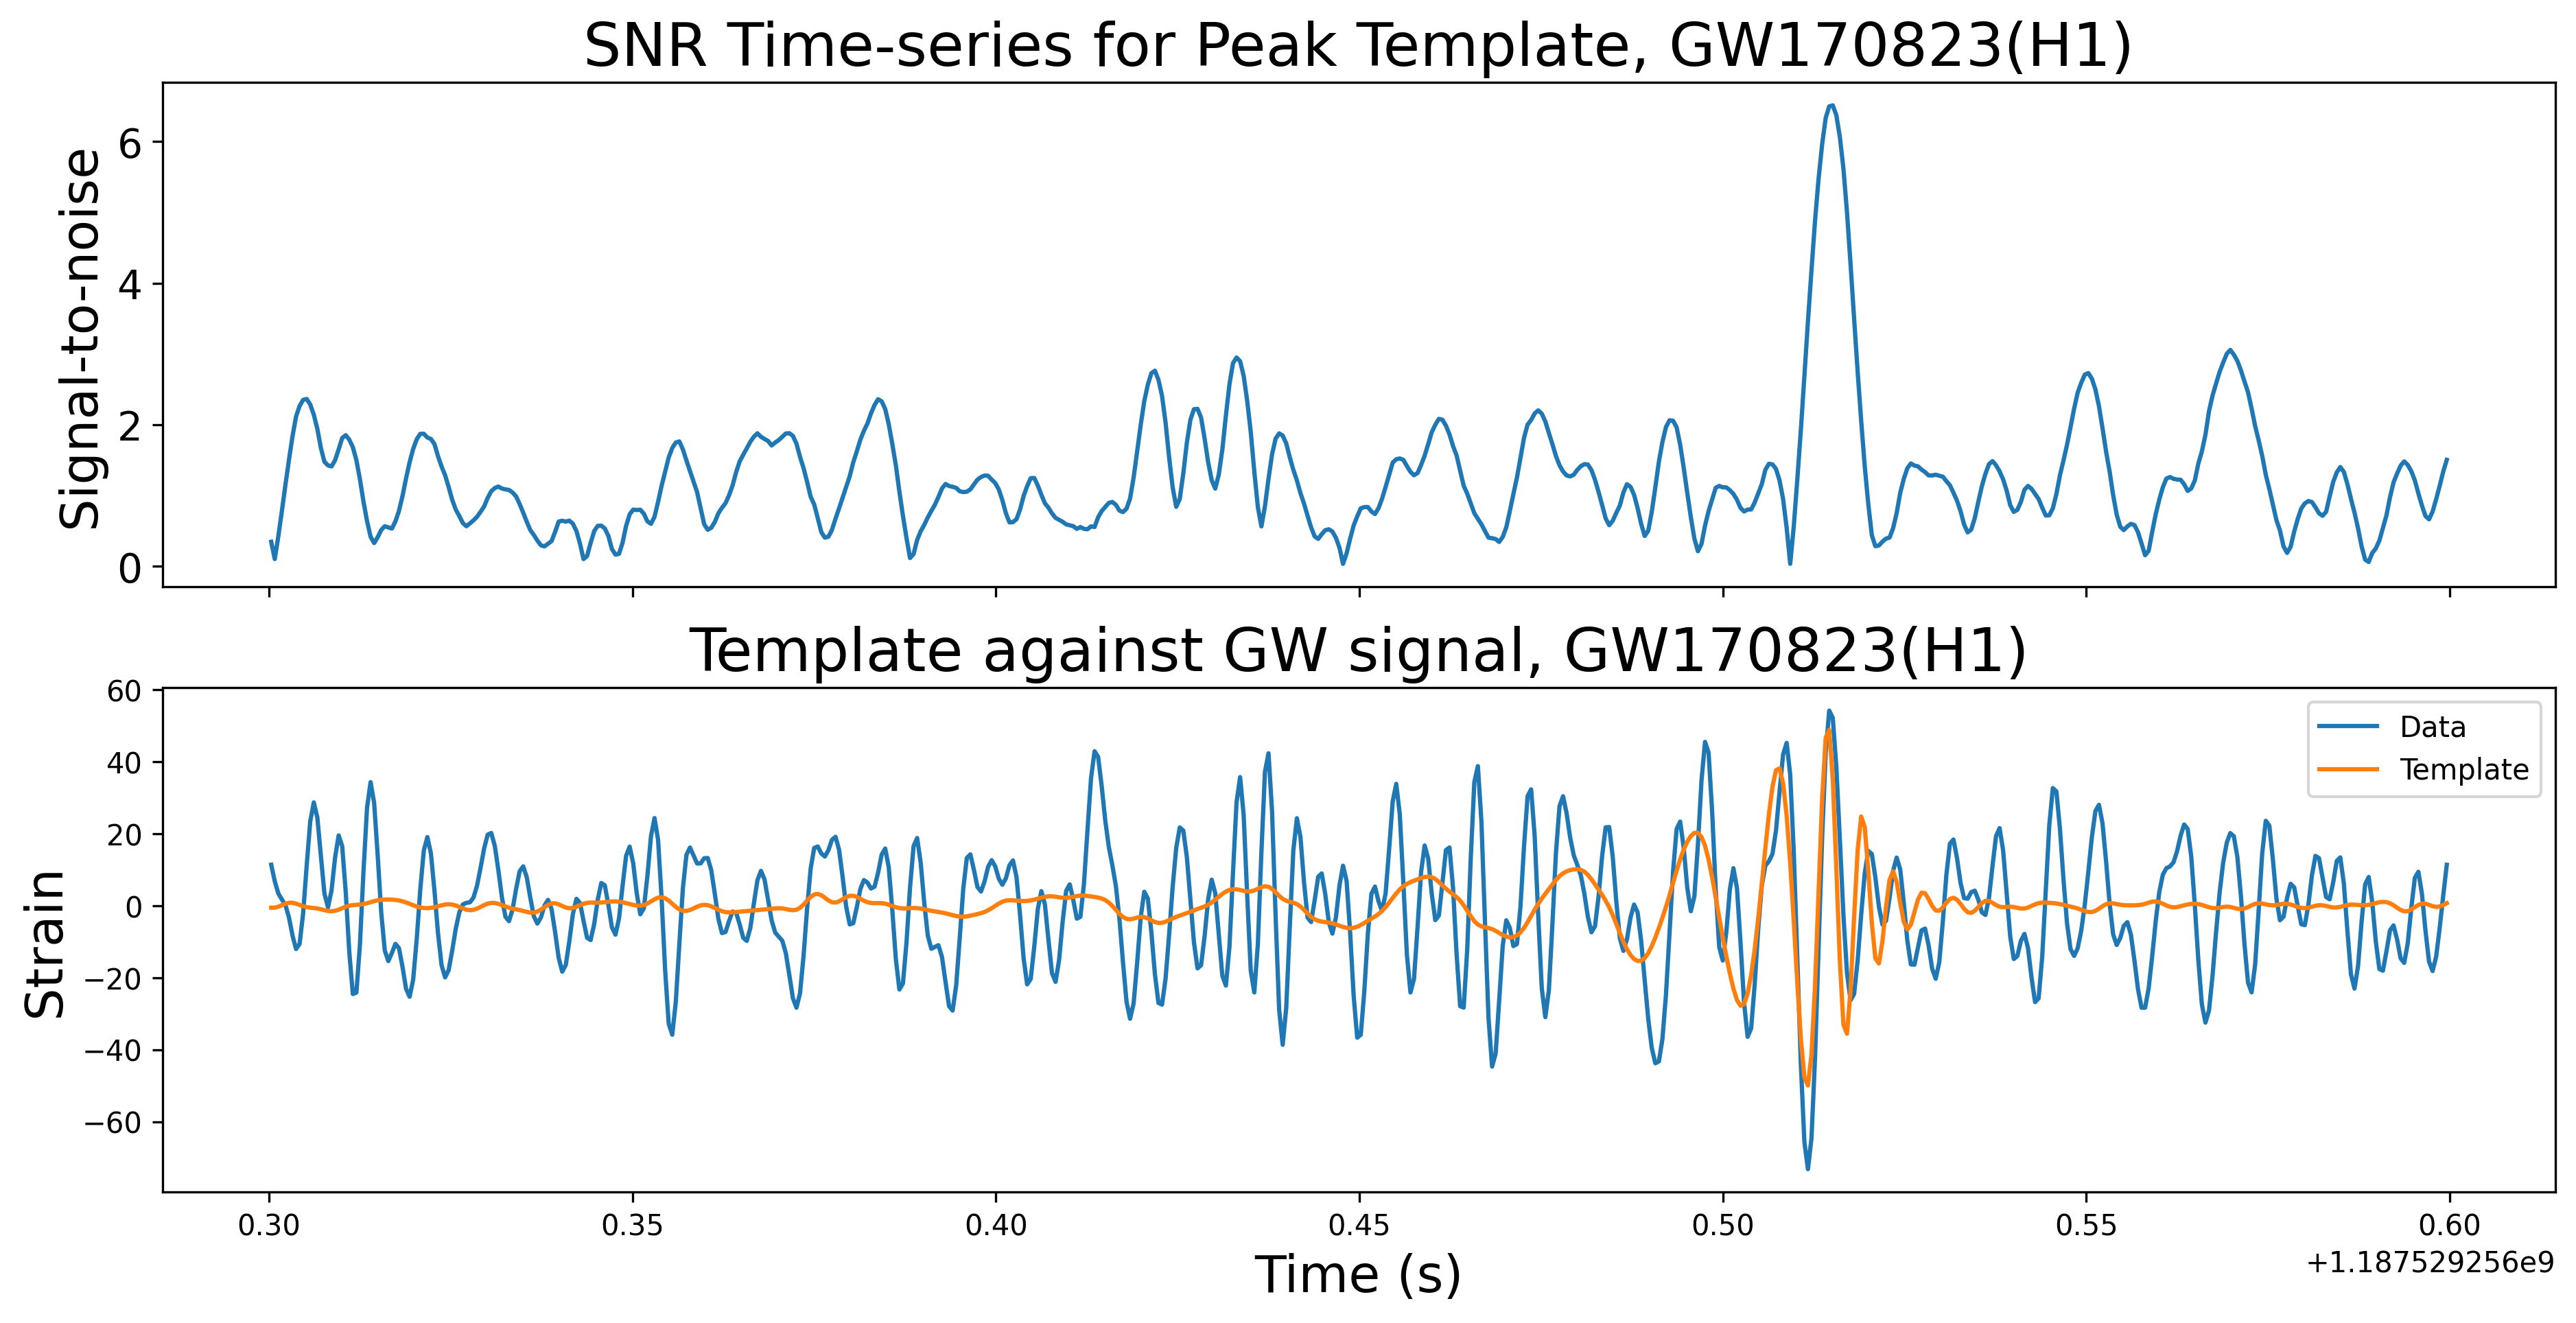 SNR Time-series for Peak Template, GW170823(H1)
Signal-to-noise
6
4
2
0
Template against GW signal, GW170823(H1)
Strain
60
40
20
0
−20
−40
−60
Data
Template
0.30 0.35 0.40 0.45 0.50 0.55 0.60
Time (s)
+1.187529256e9